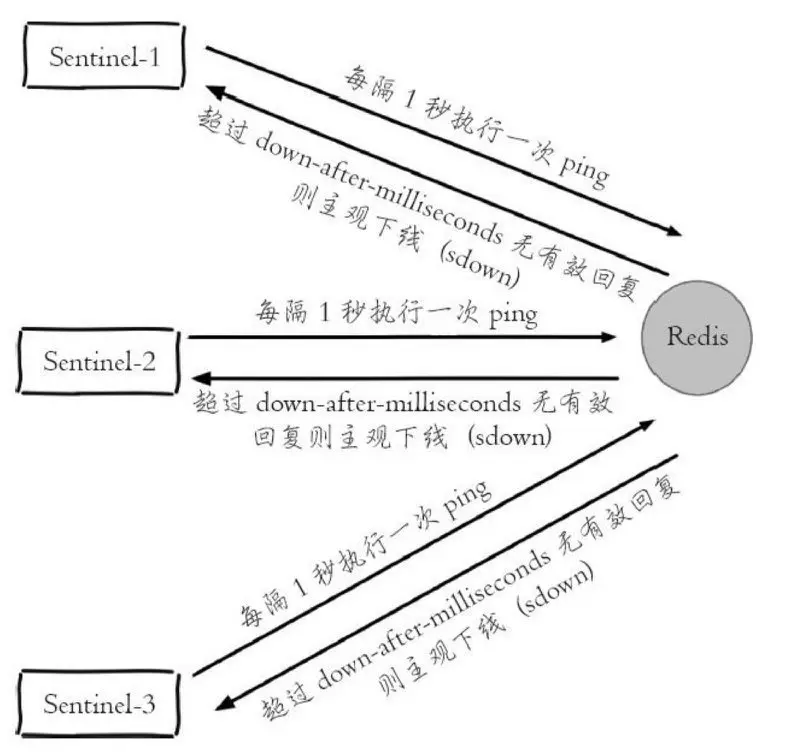 Sentinel-1
每隔 1 秒执行一次 ping
超过 down-after-milliseconds 无有效回复
则主观下线 (sdown)
Sentinel-2
每隔 1 秒执行一次 ping
Redis
超过 down-after-milliseconds 无有效
回复则主观下线 (sdown)
每隔 1 秒执行一次 ping
超过 down-after-milliseconds 无有效回复
则主观下线 (sdown)
Sentinel-3